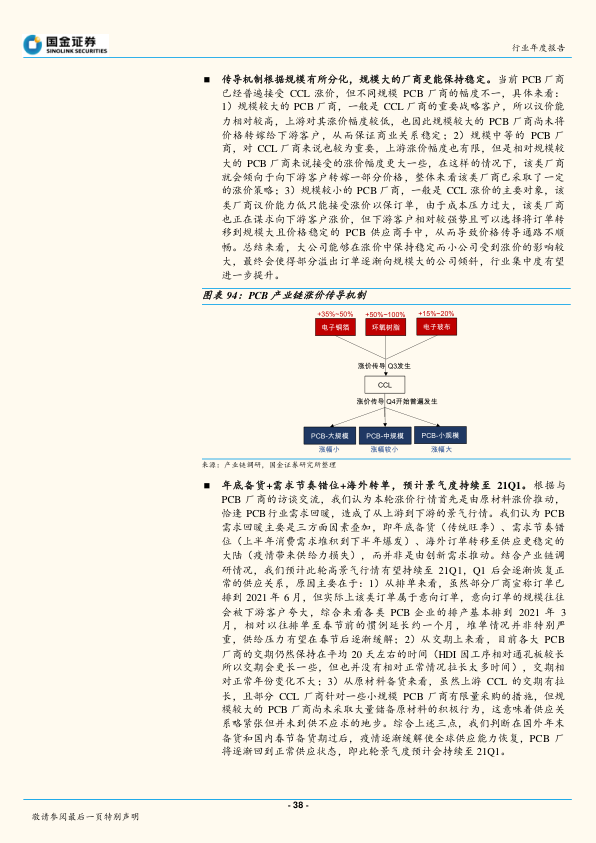 国金证券
SINOLINK SECURITIES
行业年度报告
■ 传导机制根据规模有所分化，规模大的厂商更能保持稳定。当前 PCB 厂商
已经普遍接受 CCL 涨价，但不同规模 PCB 厂商的幅度不一，具体来看：
1）规模较大的 PCB 厂商，一般是 CCL 厂商的重要战略客户，所以议价能
力相对较高，上游对其涨价幅度较低，也因此规模较大的 PCB 厂商尚未将
价格转嫁给下游客户，从而保证商业关系稳定；2）规模中等的 PCB 厂
商，对 CCL 厂商来说也较为重要，上游涨价幅度也有限，但是相对规模较
大的 PCB 厂商来说接受的涨价幅度更大一些，在这样的情况下，该类厂商
就会倾向于向下游客户转嫁一部分价格，整体来看该类厂商已采取了一定
的涨价策略；3）规模较小的 PCB 厂商，一般是 CCL 涨价的主要对象，该
类厂商议价能力低只能接受涨价以保订单，由于成本压力过大，该类厂商
也正在谋求向下游客户涨价，但下游客户相对较强势且可以选择将订单转
移到规模大且价格稳定的 PCB 供应商手中，从而导致价格传导通路不顺
畅。总结来看，大公司能够在涨价中保持稳定而小公司受到涨价的影响较
大，最终会使得部分溢出订单逐渐向规模大的公司倾斜，行业集中度有望
进一步提升。
图表 94：PCB 产业链涨价传导机制
+35%~50% +50%~100% +15%~20%
电子铜箔 环氧树脂 电子玻布
涨价传导 Q3发生
CCL
涨价传导 Q4开始普遍发生
PCB-大规模 PCB-中规模 PCB-小规模
涨幅小 涨幅较小 涨幅大
来源：产业链调研，国金证券研究所整理
■ 年底备货+需求节奏错位+海外转单，预计景气度持续至 21Q1。根据与
PCB 厂商的访谈交流，我们认为本轮涨价行情首先是由原材料涨价推动，
恰逢 PCB 行业需求回暖，造成了从上游到下游的景气行情。我们认为 PCB
需求回暖主要是三方面因素叠加，即年底备货（传统旺季）、需求节奏错
位（上半年消费需求堆积到下半年爆发）、海外订单转移至供应更稳定的
大陆（疫情带来供给力损失），而并非是由创新需求推动。结合产业链调
研情况，我们预计此轮高景气行情有望持续至 21Q1，Q1 后会逐渐恢复正
常的供应关系，原因主要在于：1）从排单来看，虽然部分厂商宣称订单已
排到 2021 年 6 月，但实际上该类订单属于意向订单，意向订单的规模往往
会被下游客户夸大，综合来看各类 PCB 企业的排产基本排到 2021 年 3
月，相对以往排单至春节前的惯例延长约一个月，堆单情况并非特别严
重，供给压力有望在春节后逐渐缓解；2）从交期上来看，目前各大 PCB
厂商的交期仍然保持在平均 20 天左右的时间（HDI 因工序相对通孔板较长
所以交期会更长一些，但也并没有相对正常情况拉长太多时间），交期相
对正常年份变化不大；3）从原材料备货来看，虽然上游 CCL 的交期有拉
长，且部分 CCL 厂商针对一些小规模 PCB 厂商有限量采购的措施，但规
模较大的 PCB 厂商尚未采取大量储备原材料的积极行为，这意味着供应关
系略紧张但并未到供不应求的地步。综合上述三点，我们判断在国外年末
备货和国内春节备货期过后，疫情逐渐缓解使全球供应能力恢复，PCB 厂
将逐渐回到正常供应状态，即此轮景气度预计会持续至 21Q1。
- 38 -
敬请参阅最后一页特别声明